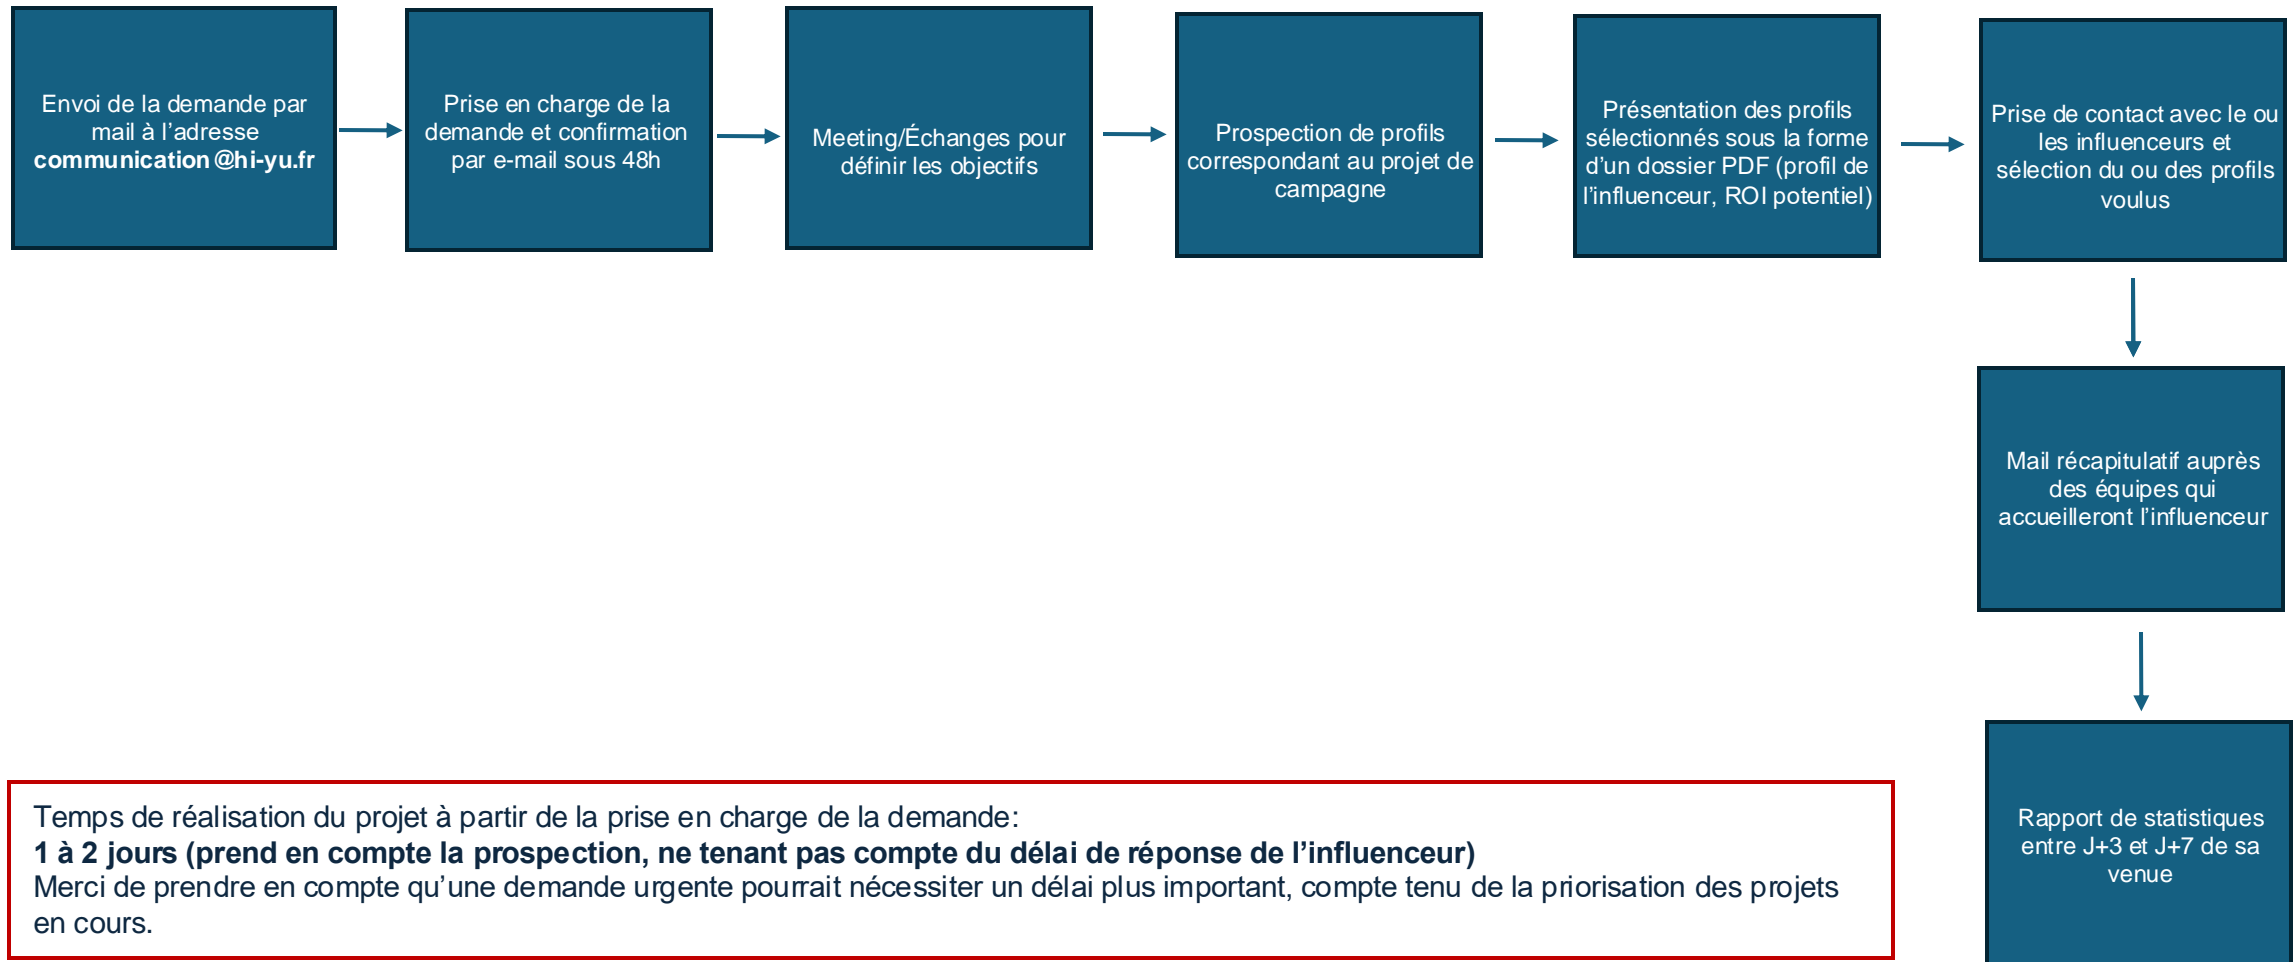 Envoi de la demande par
mail à l’adresse
communication@hi-yu.fr
Prise en charge de la
demande et confirmation
par e-mail sous 48h
Meeting/Échanges pour
définir les objectifs
Prospection de profils
correspondant au projet de
campagne
Présentation des profils
sélectionnés sous la forme
d’un dossier PDF (profil de
l’influenceur, ROI potentiel)
Prise de contact avec le ou
les influenceurs et
sélection du ou des profils
voulus
Mail récapitulatif auprès
des équipes qui
accueilleront l’influenceur
Rapport de statistiques
entre J+3 et J+7 de sa
venue
Temps de réalisation du projet à partir de la prise en charge de la demande:
1 à 2 jours (prend en compte la prospection, ne tenant pas compte du délai de réponse de l’influenceur)
Merci de prendre en compte qu’une demande urgente pourrait nécessiter un délai plus important, compte tenu de la priorisation des projets
en cours.